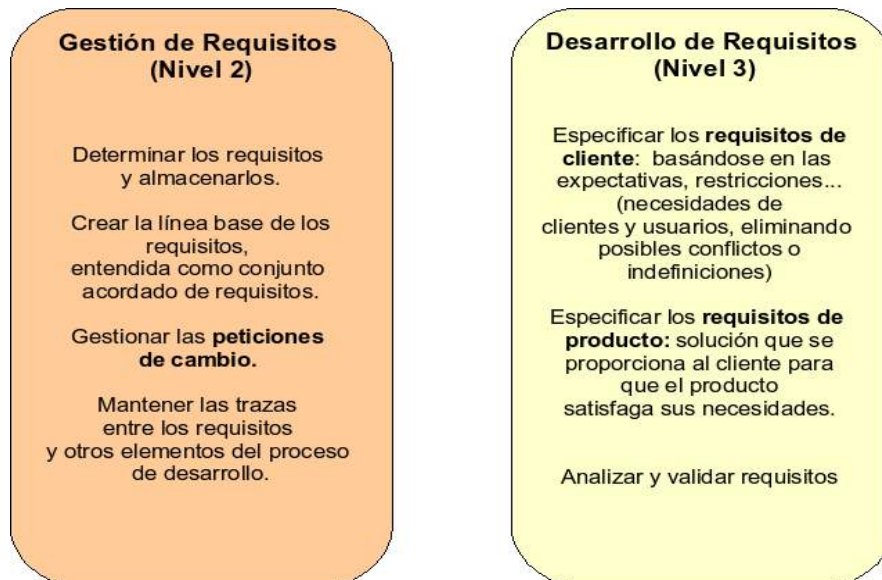 Gestión de Requisitos
(Nivel 2)
Determinar los requisitos
y almacenarlos.
Crear la línea base de los
requisitos,
entendida como conjunto
acordado de requisitos.
Gestionar las peticiones
de cambio.
Mantener las trazas
entre los requisitos
y otros elementos del proceso
de desarrollo.
Desarrollo de Requisitos
(Nivel 3)
Especificar los requisitos de
cliente: basándose en las
expectativas, restricciones...
(necesidades de
clientes y usuarios, eliminando
posibles conflictos o
indefiniciones)
Especificar los requisitos de
producto: solución que se
proporciona al cliente para
que el producto
satisfaga sus necesidades.
Analizar y validar requisitos